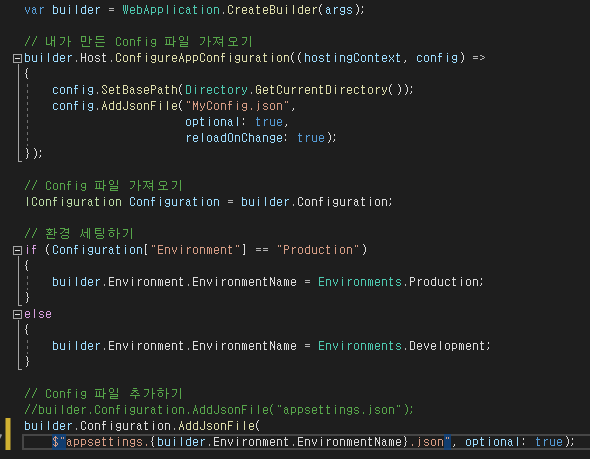 var builder = WebApplication.CreateBuilder(args);
// 내가 만든 Config 파일 가져오기
builder.Host.ConfigureAppConfiguration((hostingContext, config) =>
{
config.SetBasePath(Directory.GetCurrentDirectory());
config.AddJsonFile("MyConfig.json",
optional: true,
reloadOnChange: true);
});
// Config 파일 가져오기
IConfiguration Configuration = builder.Configuration;
// 환경 세팅하기
if (Configuration["Environment"] == "Production")
{
builder.Environment.EnvironmentName = Environments.Production;
}
else
{
builder.Environment.EnvironmentName = Environments.Development;
}
// Config 파일 추가하기
//builder.Configuration.AddJsonFile("appsettings.json");
builder.Configuration.AddJsonFile(
$"appsettings.{builder.Environment.EnvironmentName}.json", optional: true);